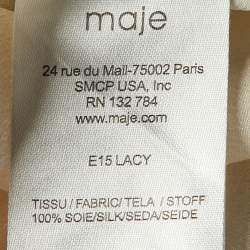 maje
24 rue du Mail-75002 Paris
SMCP USA, Inc
RN 132 784
www.maje.com
E15 LACY
TISSU / FABRIC/ TELA / STOFF
100% SOIE/SILK/SEDA/SEIDE